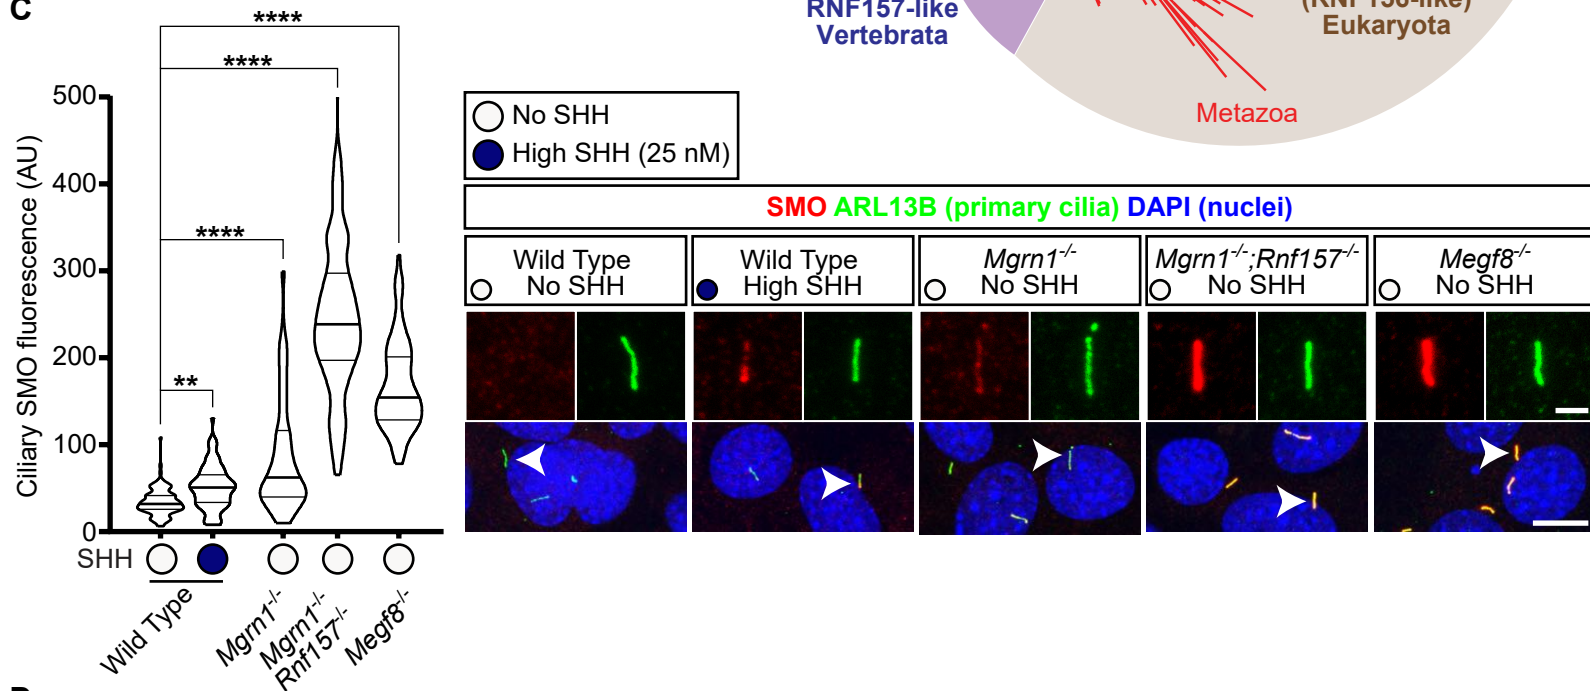 C
RNF157-like
Vertebrata
Eukaryota
Metazoa
****
****
****
**
Ciliary SMO fluorescence (AU)
500
400
300
200
100
0
SHH
Wild Type
Mgrn1-/-
Mgrn1-/-
Rnf157-/-
Megf8-/-
No SHH
High SHH (25 nM)
SMO ARL13B (primary cilia) DAPI (nuclei)
Wild Type
No SHH
Wild Type
High SHH
Mgrn1-/-
No SHH
Mgrn1-/-;Rnf157-/-
No SHH
Megf8-/-
No SHH